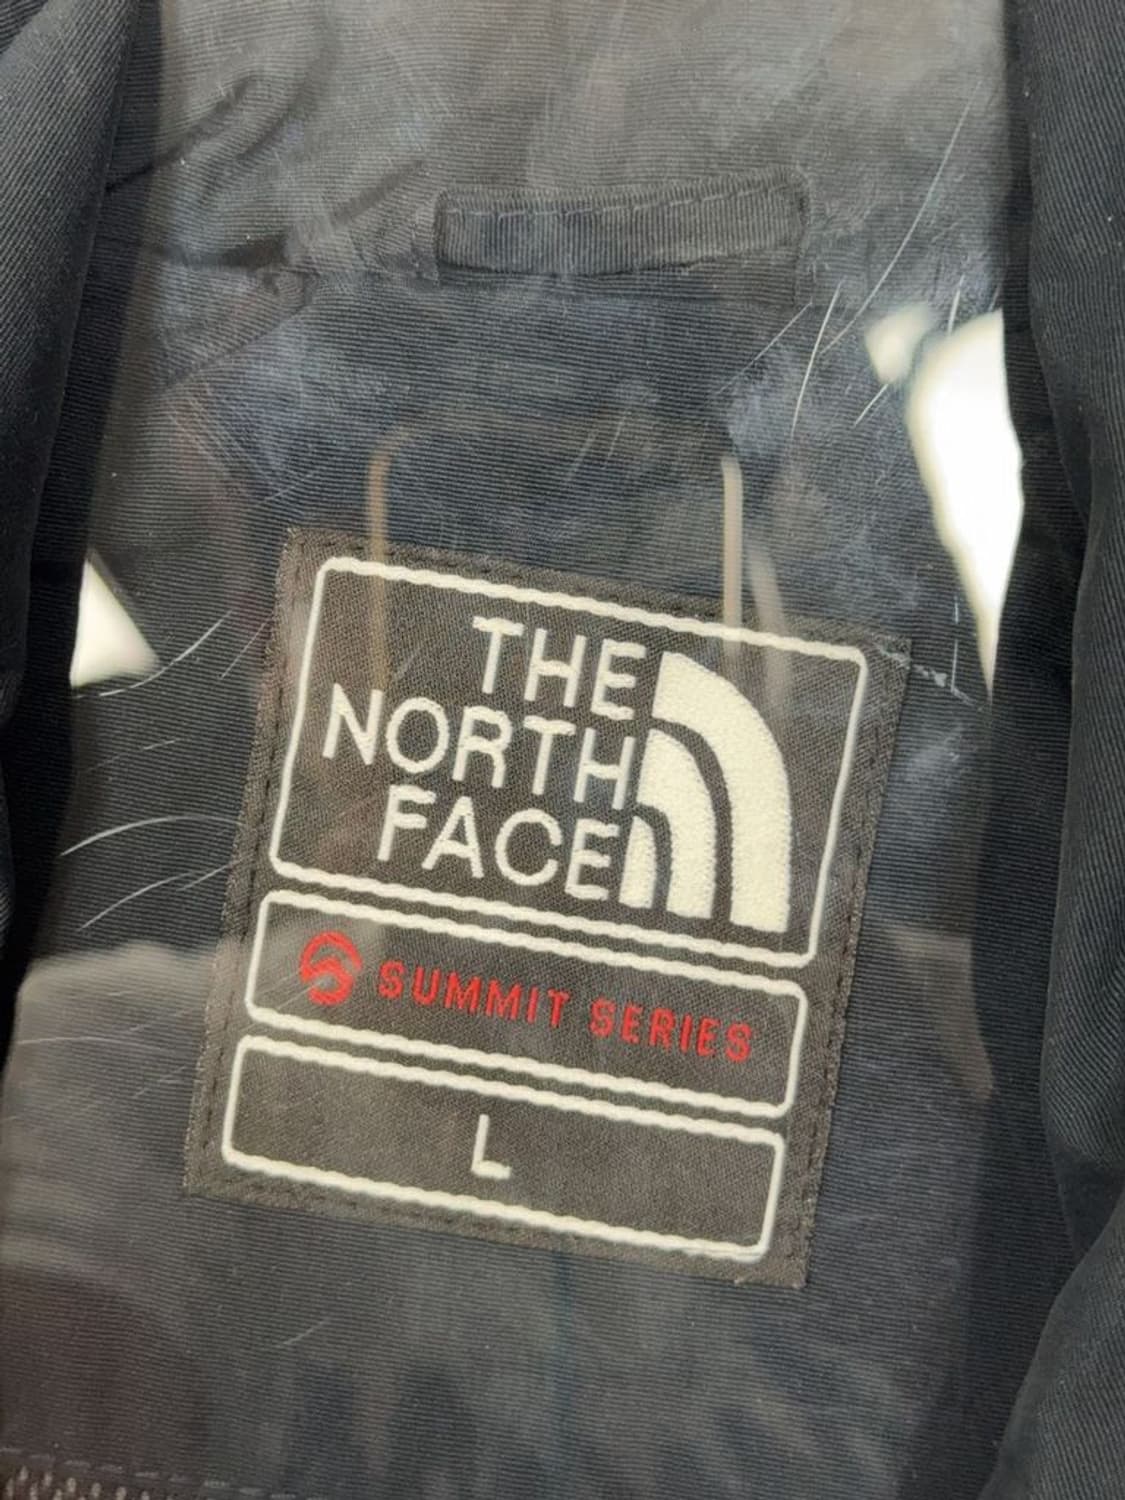 THE
NORTH
FACE
SUMMIT SERIES
L